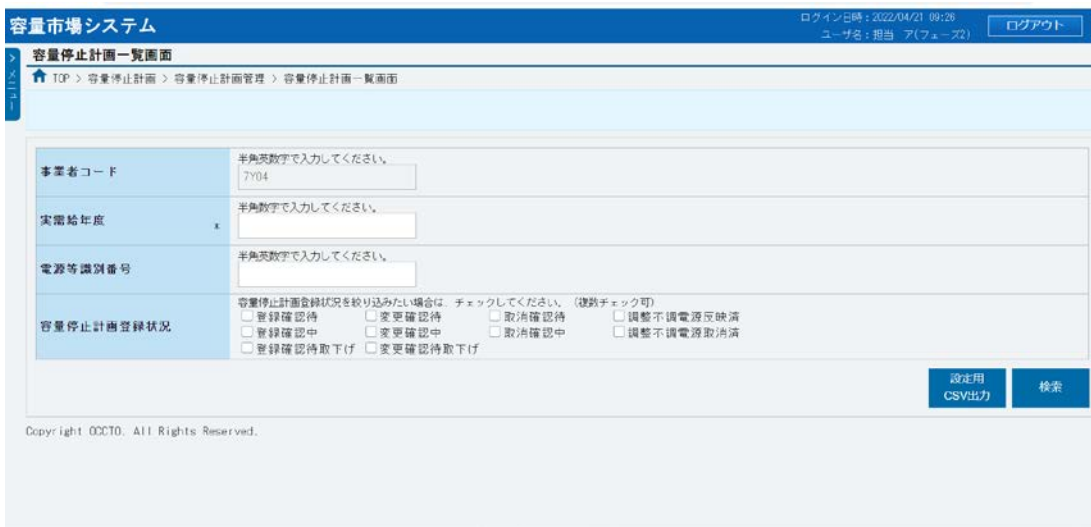 容量市場システム
ログイン日時：2022/04/21 09:26
ユーザ名：担当　ア(フェーズ2)
ログアウト
> メニュー
容量停止計画一覧画面
TOP > 容量停止計画 > 容量停止計画管理 > 容量停止計画一覧画面
事業者コード
半角英数字で入力してください。
7Y04
実需給年度
半角数字で入力してください。
電源等識別番号
半角英数字で入力してください。
容量停止計画登録状況
容量停止計画登録状況を絞り込みたい場合は、チェックしてください。（複数チェック可）
登録確認待 変更確認待 取消確認待 調整不調電源反映済
登録確認中 変更確認中 取消確認中 調整不調電源取消済
登録確認待取下げ 変更確認待取下げ
設定用
CSV出力
検索
Copyright OCCTO. All Rights Reserved.